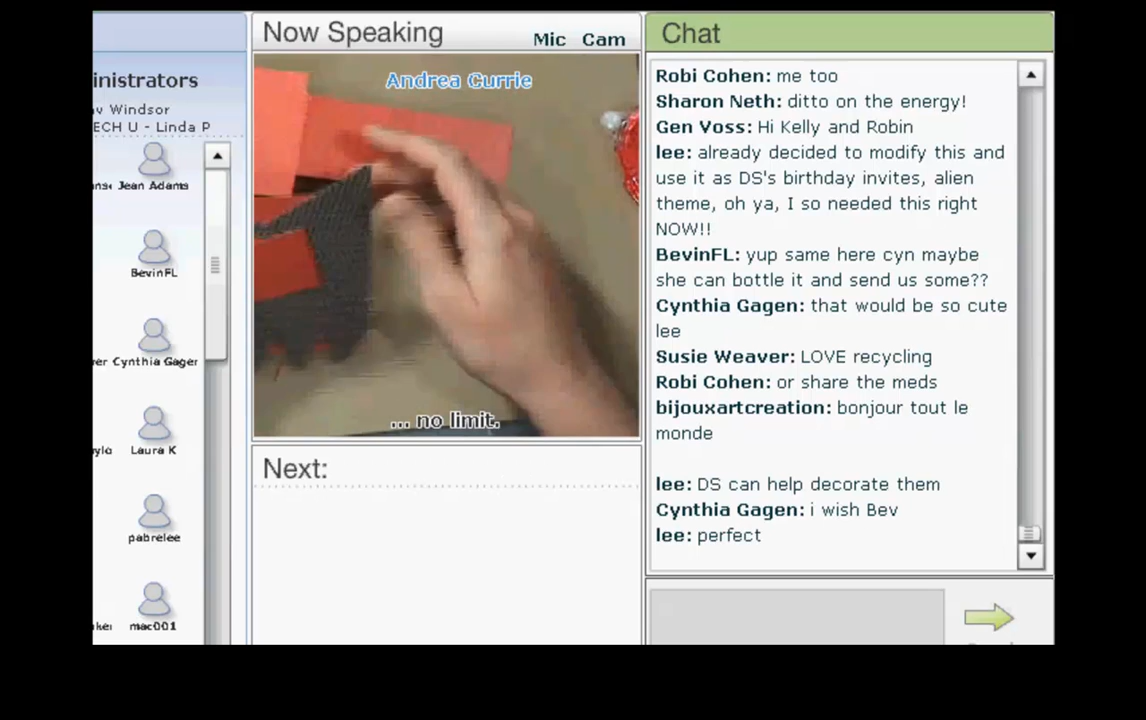 inistrators
Windsor
ECH U - Linda P
Jean Adams
BevinFL
Cynthia Gager
Laura K
pabrelee
mac001
Now Speaking
Mic Cam
Andrea Currie
... no limit.
Next:
Chat
Robi Cohen: me too
Sharon Neth: ditto on the energy!
Gen Voss: Hi Kelly and Robin
lee: already decided to modify this and
use it as DS's birthday invites, alien
theme, oh ya, I so needed this right
NOW!!
BevinFL: yup same here cyn maybe
she can bottle it and send us some??
Cynthia Gagen: that would be so cute
lee
Susie Weaver: LOVE recycling
Robi Cohen: or share the meds
bijouxartcreation: bonjour tout le
monde
lee: DS can help decorate them
Cynthia Gagen: i wish Bev
lee: perfect